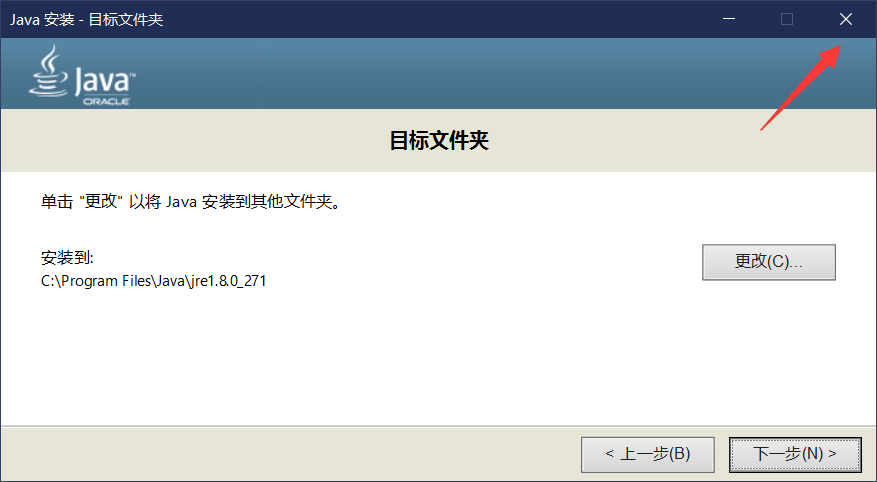 Java 安装 - 目标文件夹
Java™
ORACLE
目标文件夹
单击 "更改" 以将 Java 安装到其他文件夹。
安装到:
更改(C)...
C:\Program Files\Java\jre1.8.0_271
< 上一步(B)
下一步(N) >